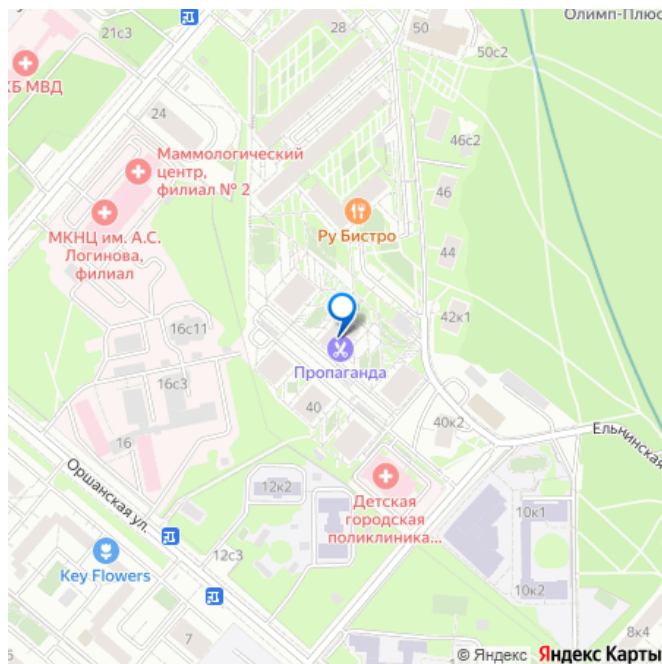 Олимп-Плюс
28
50
21с3
50с2
КБ МВД
24
46с2
Маммологический
центр,
филиал № 2
46
МКНЦ им. А.С.
Логинова,
филиал
Ру Бистро
44
42к1
16с11
Пропаганда
16с3
40
40к2
16
Ельнинская
Оршанская ул.
12к2
Детская
городская
поликлиника...
10к1
12с3
Key Flowers
10к2
7
8к4
© Яндекс Яндекс Карты